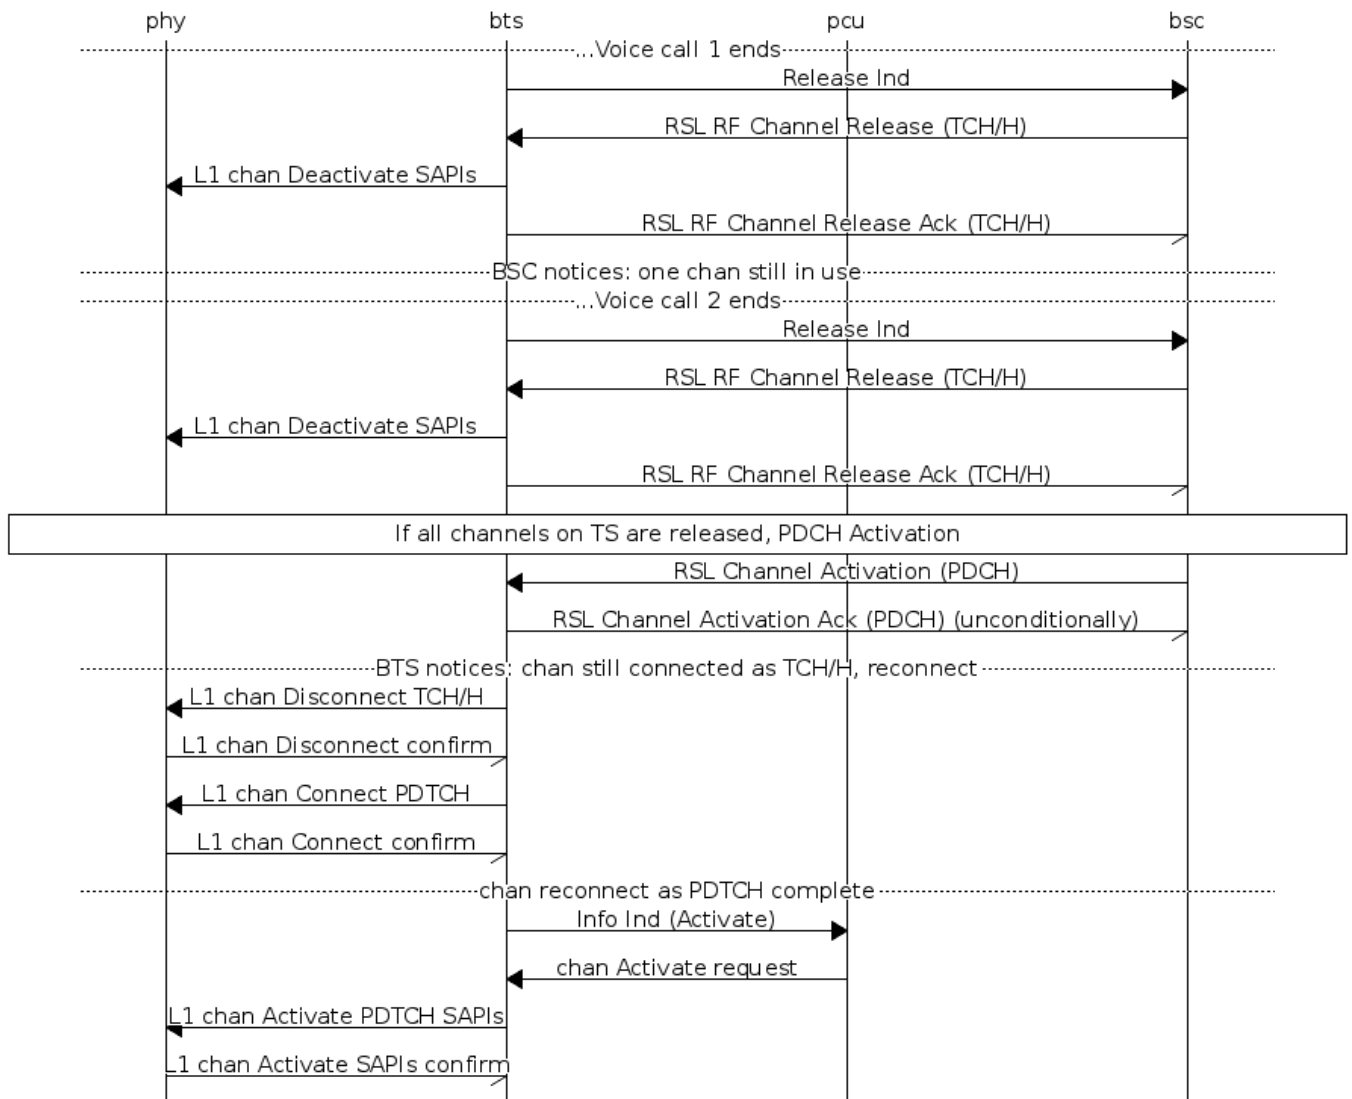 phy bts pcu bsc
...Voice call 1 ends
Release Ind
RSL RF Channel Release (TCH/H)
L1 chan Deactivate SAPIs
RSL RF Channel Release Ack (TCH/H)
BSC notices: one chan still in use
...Voice call 2 ends
Release Ind
RSL RF Channel Release (TCH/H)
L1 chan Deactivate SAPIs
RSL RF Channel Release Ack (TCH/H)
If all channels on TS are released, PDCH Activation
RSL Channel Activation (PDCH)
RSL Channel Activation Ack (PDCH) (unconditionally)
BTS notices: chan still connected as TCH/H, reconnect
L1 chan Disconnect TCH/H
L1 chan Disconnect confirm
L1 chan Connect PDTCH
L1 chan Connect confirm
chan reconnect as PDTCH complete
Info Ind (Activate)
chan Activate request
L1 chan Activate PDTCH SAPIs
L1 chan Activate SAPIs confirm